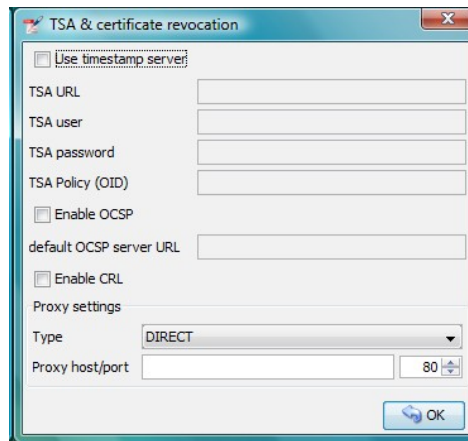 TSA & certificate revocation
Use timestamp server
TSA URL
TSA user
TSA password
TSA Policy (OID)
Enable OCSP
default OCSP server URL
Enable CRL
Proxy settings
Type DIRECT
Proxy host/port 80
OK